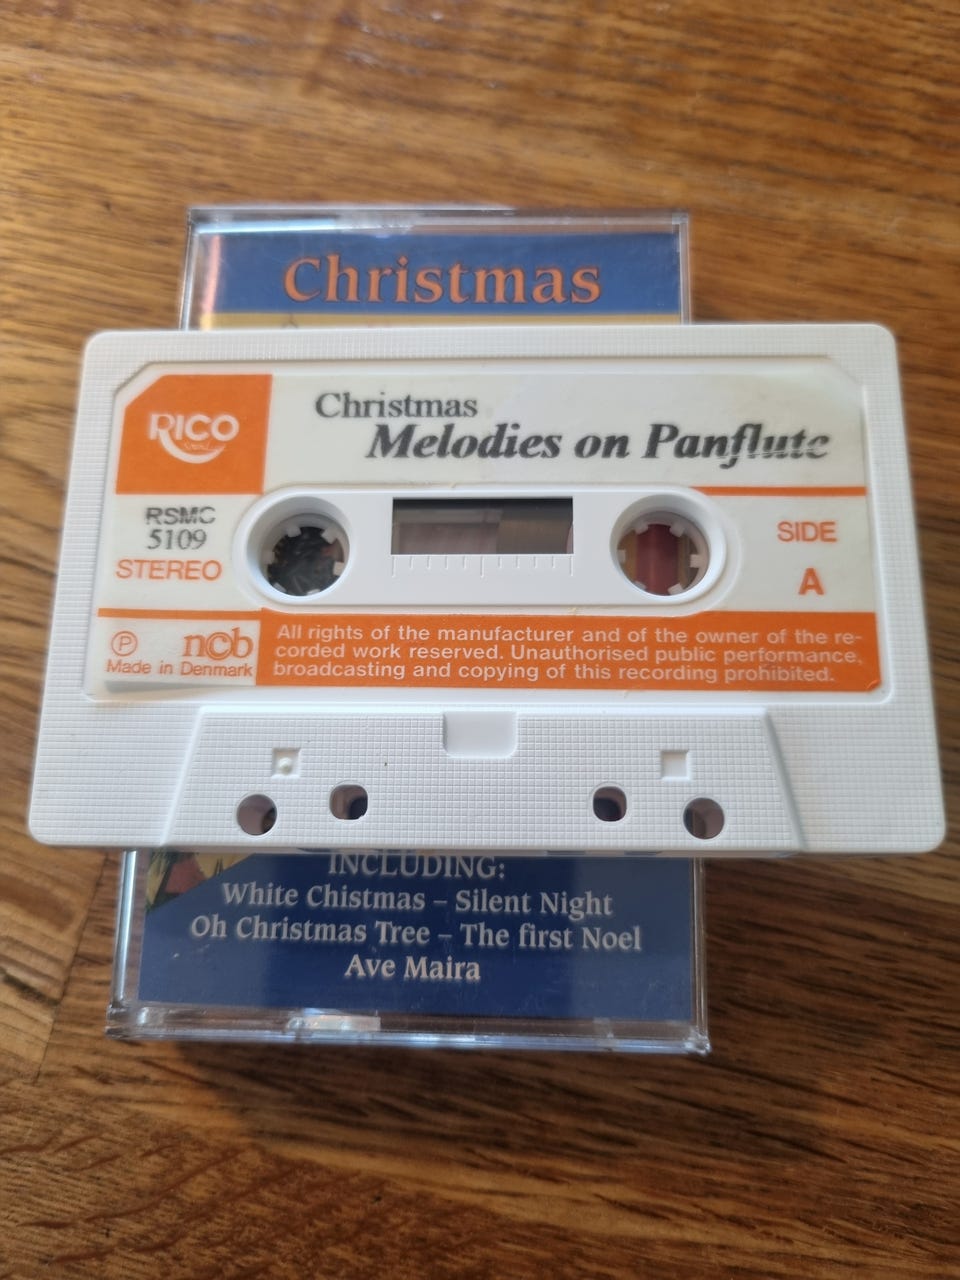 Christmas
Christmas
Melodies on Panflute
RICO
RSMC
5109
STEREO
SIDE
A
P
ncb
Made in Denmark
All rights of the manufacturer and of the owner of the re-
corded work reserved. Unauthorised public performance,
broadcasting and copying of this recording prohibited.
INCLUDING:
White Chistmas – Silent Night
Oh Christmas Tree – The first Noel
Ave Maira